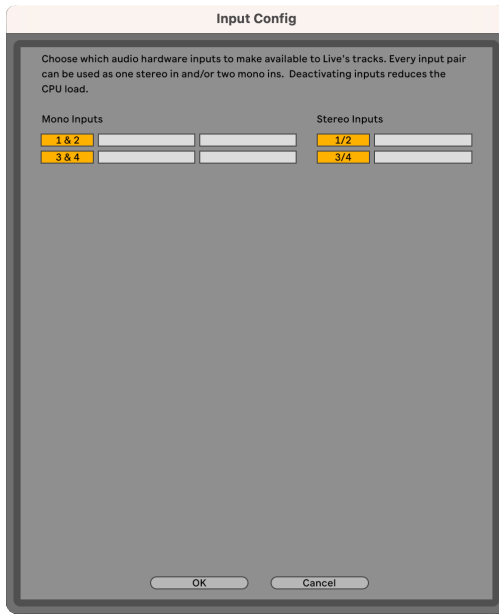 Input Config
Choose which audio hardware inputs to make available to Live's tracks. Every input pair
can be used as one stereo in and/or two mono ins.  Deactivating inputs reduces the
CPU load.
Mono Inputs Stereo Inputs
1 & 2 1/2
3 & 4 3/4
OK Cancel